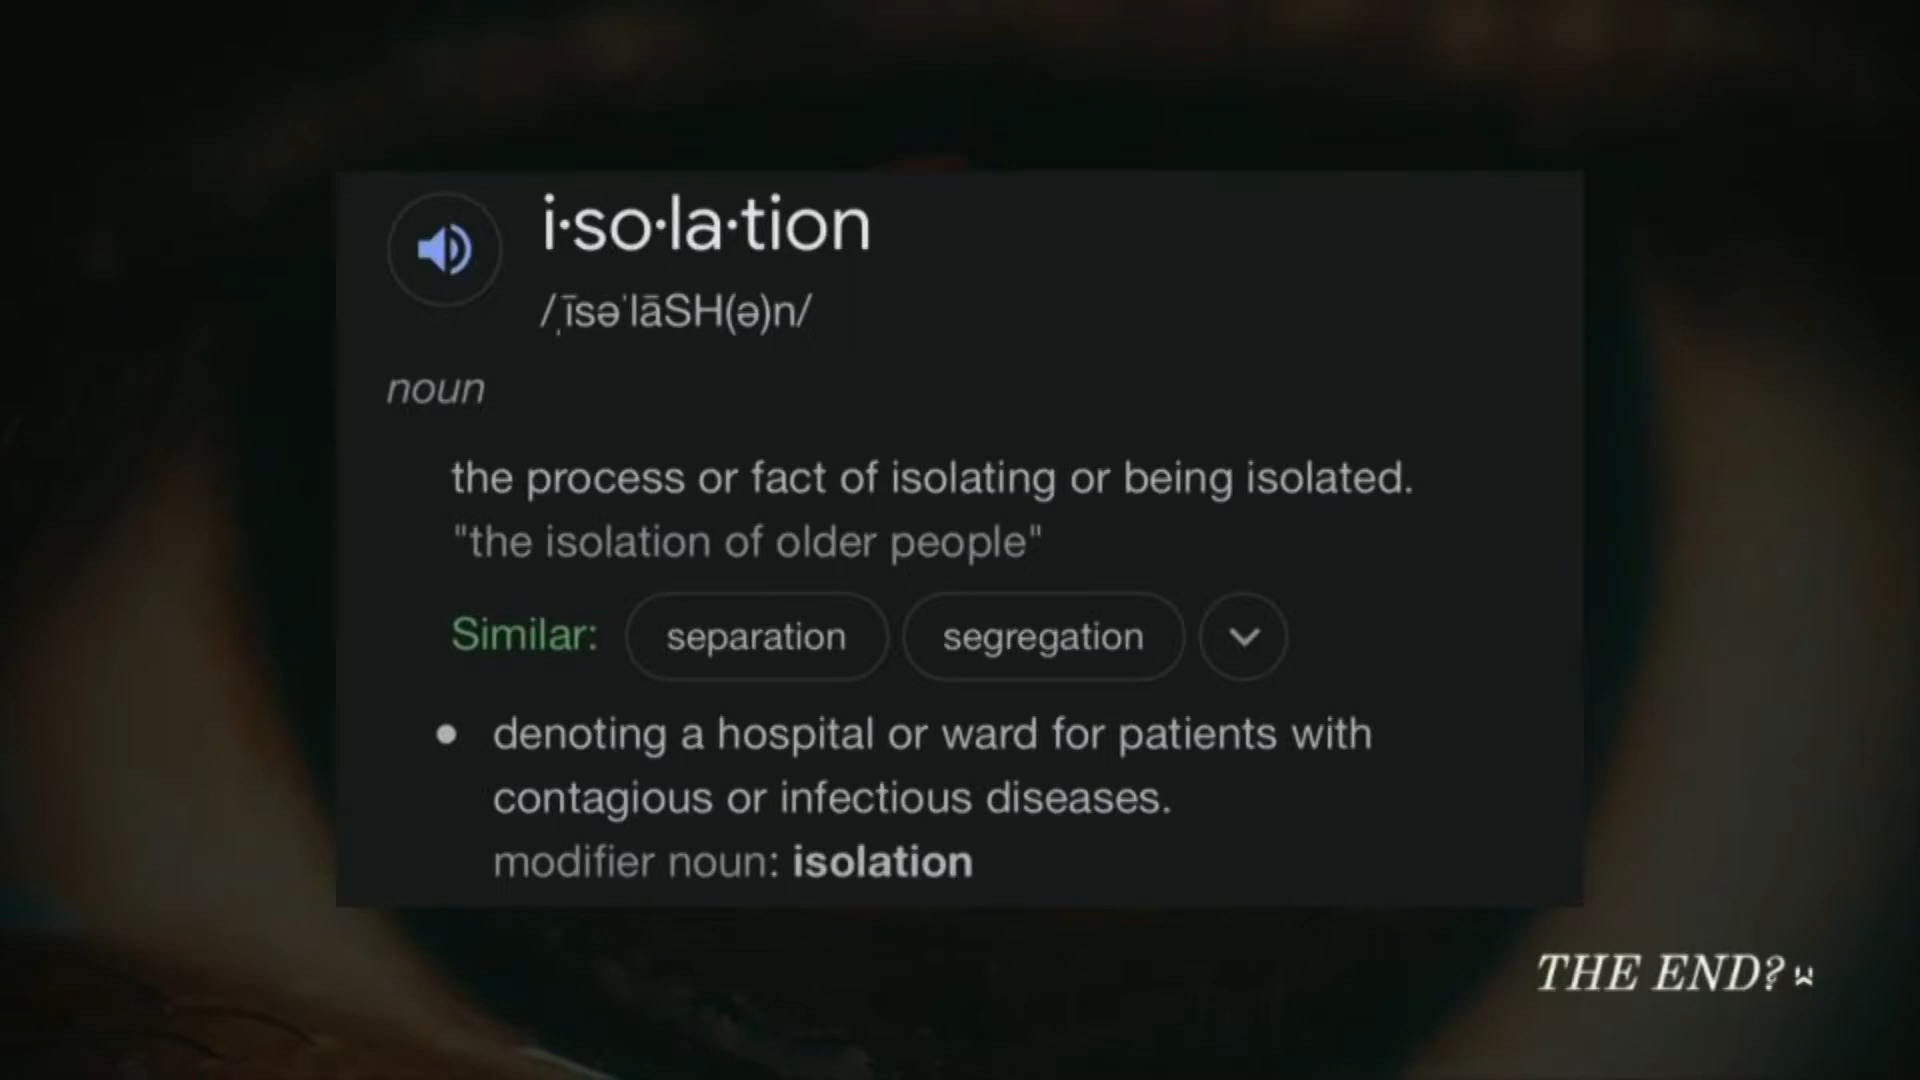 i·so·la·tion
/ˌīsəˈlāSH(ə)n/
noun
the process or fact of isolating or being isolated.
"the isolation of older people"
Similar: separation segregation
denoting a hospital or ward for patients with
contagious or infectious diseases.
modifier noun: isolation
THE END?